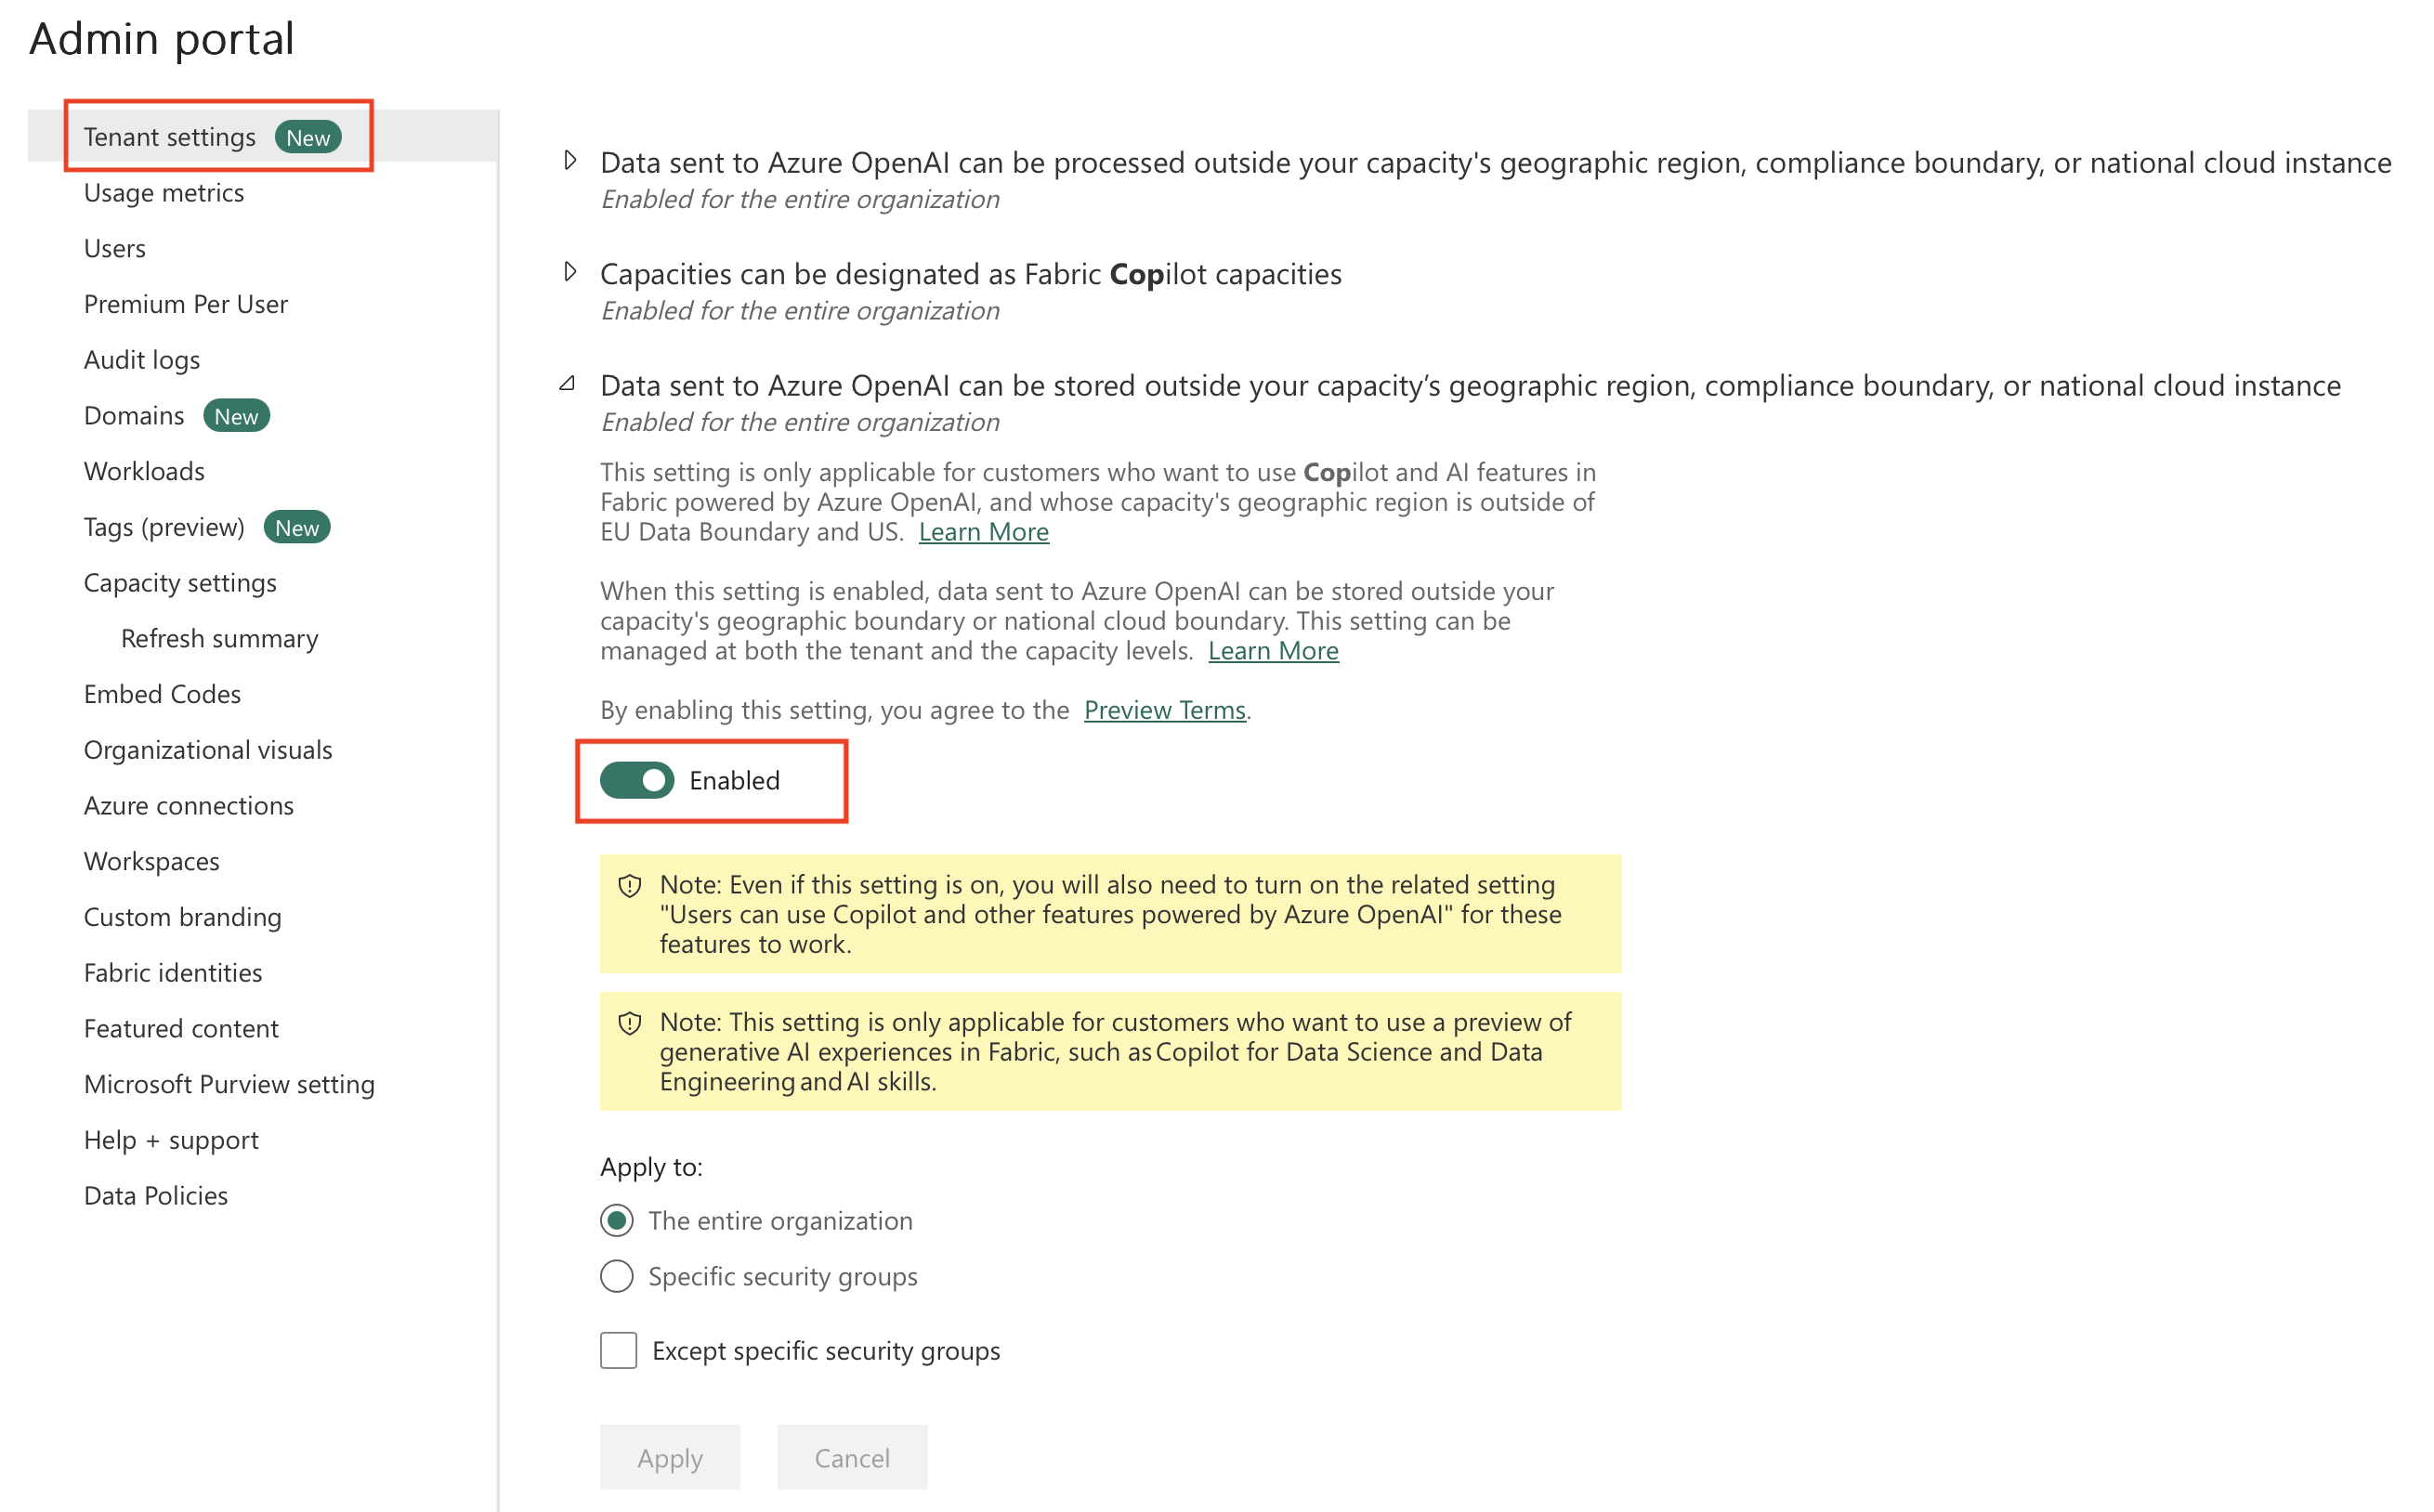 Admin portal
Tenant settings New
Usage metrics
Users
Premium Per User
Audit logs
Domains New
Workloads
Tags (preview) New
Capacity settings
Refresh summary
Embed Codes
Organizational visuals
Azure connections
Workspaces
Custom branding
Fabric identities
Featured content
Microsoft Purview setting
Help + support
Data Policies
Data sent to Azure OpenAI can be processed outside your capacity's geographic region, compliance boundary, or national cloud instance
Enabled for the entire organization
Capacities can be designated as Fabric Copilot capacities
Enabled for the entire organization
Data sent to Azure OpenAI can be stored outside your capacity’s geographic region, compliance boundary, or national cloud instance
Enabled for the entire organization
This setting is only applicable for customers who want to use Copilot and AI features in
Fabric powered by Azure OpenAI, and whose capacity's geographic region is outside of
EU Data Boundary and US. Learn More
When this setting is enabled, data sent to Azure OpenAI can be stored outside your
capacity's geographic boundary or national cloud boundary. This setting can be
managed at both the tenant and the capacity levels. Learn More
By enabling this setting, you agree to the Preview Terms.
Enabled
Note: Even if this setting is on, you will also need to turn on the related setting
"Users can use Copilot and other features powered by Azure OpenAI" for these
features to work.
Note: This setting is only applicable for customers who want to use a preview of
generative AI experiences in Fabric, such as Copilot for Data Science and Data
Engineering and AI skills.
Apply to:
The entire organization
Specific security groups
Except specific security groups
Apply Cancel